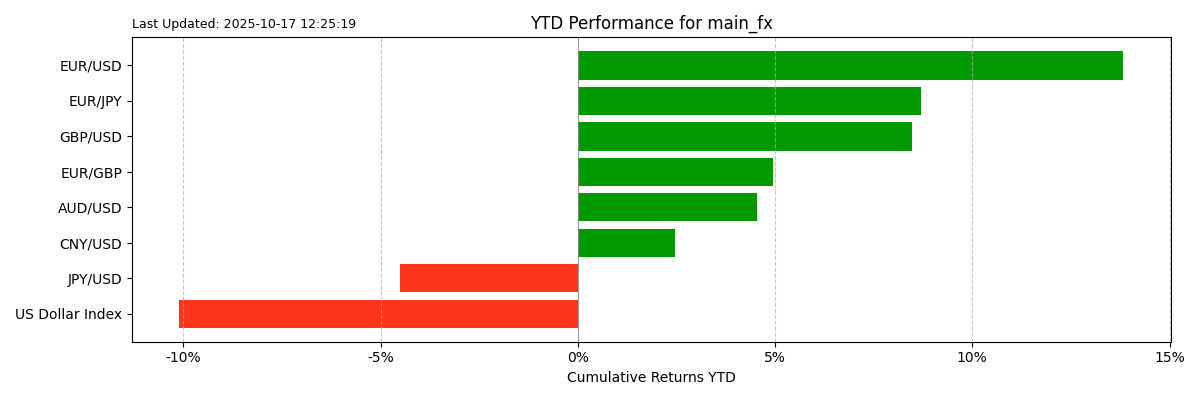 Last Updated: 2025-10-17 12:25:19
YTD Performance for main_fx
EUR/USD
EUR/JPY
GBP/USD
EUR/GBP
AUD/USD
CNY/USD
JPY/USD
US Dollar Index
-10% -5% 0% 5% 10% 15%
Cumulative Returns YTD